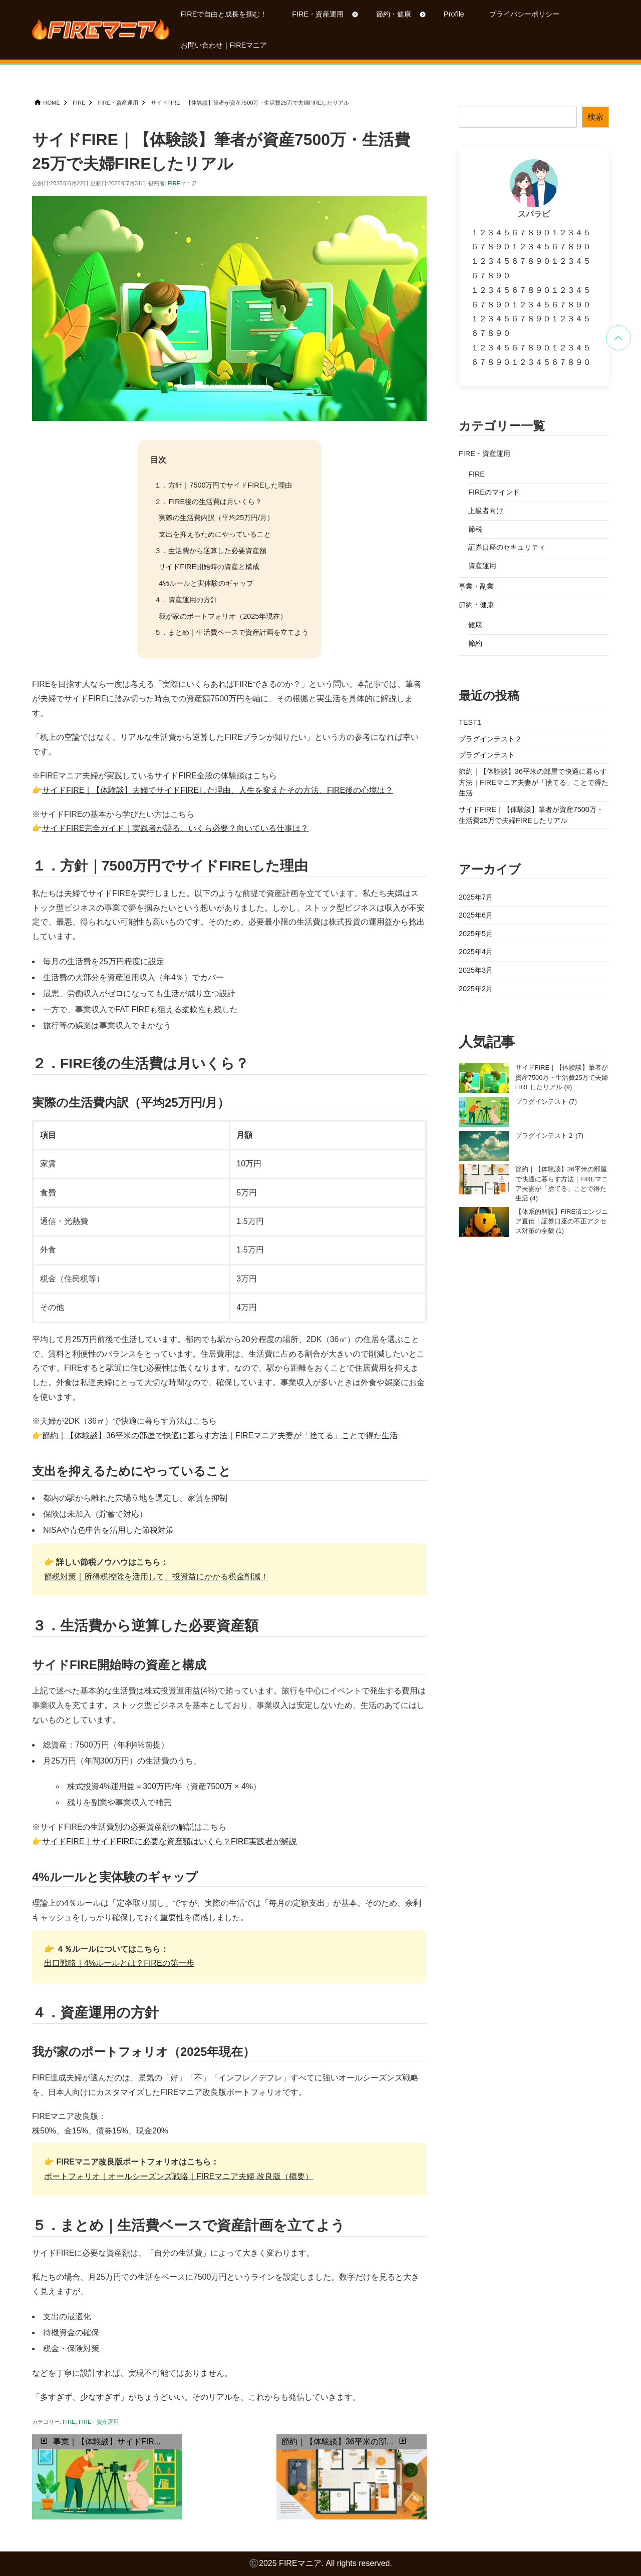 FIREマニア
FIREで自由と成長を掴む！
FIRE・資産運用
節約・健康
Profile
プライバシーポリシー
お問い合わせ｜FIREマニア
HOME
FIRE
FIRE・資産運用
サイドFIRE｜【体験談】筆者が資産7500万・生活費25万で夫婦FIREしたリアル
サイドFIRE｜【体験談】筆者が資産7500万・生活費
25万で夫婦FIREしたリアル
公開日:2025年6月22日 更新日:2025年7月31日 投稿者: FIREマニア
目次
１．方針｜7500万円でサイドFIREした理由
２．FIRE後の生活費は月いくら？
実際の生活費内訳（平均25万円/月）
支出を抑えるためにやっていること
３．生活費から逆算した必要資産額
サイドFIRE開始時の資産と構成
4%ルールと実体験のギャップ
４．資産運用の方針
我が家のポートフォリオ（2025年現在）
５．まとめ｜生活費ベースで資産計画を立てよう
FIREを目指す人なら一度は考える「実際にいくらあればFIREできるのか？」という問い。本記事では、筆者
が夫婦でサイドFIREに踏み切った時点での資産額7500万円を軸に、その根拠と実生活を具体的に解説しま
す。
「机上の空論ではなく、リアルな生活費から逆算したFIREプランが知りたい」という方の参考になれば幸い
です。
※FIREマニア夫婦が実践しているサイドFIRE全般の体験談はこちら
👉サイドFIRE｜【体験談】夫婦でサイドFIREした理由、人生を変えたその方法、FIRE後の心境は？
※サイドFIREの基本から学びたい方はこちら
👉サイドFIRE完全ガイド｜実践者が語る、いくら必要？向いている仕事は？
１．方針｜7500万円でサイドFIREした理由
私たちは夫婦でサイドFIREを実行しました。以下のような前提で資産計画を立てています。私たち夫婦はス
トック型ビジネスの事業で夢を掴みたいという想いがありました。しかし、ストック型ビジネスは収入が不安
定で、最悪、得られない可能性も高いものです。そのため、必要最小限の生活費は株式投資の運用益から捻出
しています。
• 毎月の生活費を25万円程度に設定
• 生活費の大部分を資産運用収入（年4％）でカバー
• 最悪、労働収入がゼロになっても生活が成り立つ設計
• 一方で、事業収入でFAT FIREも狙える柔軟性も残した
• 旅行等の娯楽は事業収入でまかなう
２．FIRE後の生活費は月いくら？
実際の生活費内訳（平均25万円/月）
項目 月額
家賃 10万円
食費 5万円
通信・光熱費 1.5万円
外食 1.5万円
税金（住民税等） 3万円
その他 4万円
平均して月25万円前後で生活しています。都内でも駅から20分程度の場所、2DK（36㎡）の住居を選ぶこと
で、賃料と利便性のバランスをとっています。住居費用は、生活費に占める割合が大きいので削減したいとこ
ろです。FIREすると駅近に住む必要性は低くなります。なので、駅から距離をおくことで住居費用を抑えまし
た。外食は私達夫婦にとって大切な時間なので、確保しています。事業収入が多いときは外食や娯楽にお金
を使います。
※夫婦が2DK（36㎡）で快適に暮らす方法はこちら
👉節約｜【体験談】36平米の部屋で快適に暮らす方法｜FIREマニア夫妻が「捨てる」ことで得た生活
支出を抑えるためにやっていること
• 都内の駅から離れた穴場立地を選定し、家賃を抑制
• 保険は未加入（貯蓄で対応）
• NISAや青色申告を活用した節税対策
👉 詳しい節税ノウハウはこちら：
節税対策｜所得税控除を活用して、投資益にかかる税金削減！
３．生活費から逆算した必要資産額
サイドFIRE開始時の資産と構成
上記で述べた基本的な生活費は株式投資運用益(4%)で賄っています。旅行を中心にイベントで発生する費用は
事業収入を充てます。ストック型ビジネスを基本としており、事業収入は安定しないため、生活のあてにはし
ないものとしています。
• 総資産：7500万円（年利4%前提）
• 月25万円（年間300万円）の生活費のうち、
◦ 株式投資4%運用益＝300万円/年（資産7500万 × 4%）
◦ 残りを副業や事業収入で補完
※サイドFIREの生活費別の必要資産額の解説はこちら
👉サイドFIRE｜サイドFIREに必要な資産額はいくら？FIRE実践者が解説
4%ルールと実体験のギャップ
理論上の4％ルールは「定率取り崩し」ですが、実際の生活では「毎月の定額支出」が基本。そのため、余剰
キャッシュをしっかり確保しておく重要性を痛感しました。
👉 ４％ルールについてはこちら：
出口戦略｜4%ルールとは？FIREの第一歩
４．資産運用の方針
我が家のポートフォリオ（2025年現在）
FIRE達成夫婦が選んだのは、景気の「好」「不」「インフレ／デフレ」すべてに強いオールシーズンズ戦略
を、日本人向けにカスタマイズしたFIREマニア改良版ポートフォリオです。
FIREマニア改良版：
株50%、金15%、債券15%、現金20%
👉 FIREマニア改良版ポートフォリオはこちら：
ポートフォリオ｜オールシーズンズ戦略｜FIREマニア夫婦 改良版（概要）
５．まとめ｜生活費ベースで資産計画を立てよう
サイドFIREに必要な資産額は、「自分の生活費」によって大きく変わります。
私たちの場合、月25万円での生活をベースに7500万円というラインを設定しました。数字だけを見ると大き
く見えますが、
• 支出の最適化
• 待機資金の確保
• 税金・保険対策
などを丁寧に設計すれば、実現不可能ではありません。
「多すぎず、少なすぎず」がちょうどいい。そのリアルを、これからも発信していきます。
カテゴリー: FIRE, FIRE・資産運用
事業｜【体験談】サイドFIR...
節約｜【体験談】36平米の部...
検索
スパラビ
１２３４５６７８９０１２３４５
６７８９０１２３４５６７８９０
１２３４５６７８９０１２３４５
６７８９０
１２３４５６７８９０１２３４５
６７８９０１２３４５６７８９０
１２３４５６７８９０１２３４５
６７８９０
１２３４５６７８９０１２３４５
６７８９０１２３４５６７８９０
カテゴリー一覧
FIRE・資産運用
FIRE
FIREのマインド
上級者向け
節税
証券口座のセキュリティ
資産運用
事業・副業
節約・健康
健康
節約
最近の投稿
TEST1
プラグインテスト２
プラグインテスト
節約｜【体験談】36平米の部屋で快適に暮らす
方法｜FIREマニア夫妻が「捨てる」ことで得た
生活
サイドFIRE｜【体験談】筆者が資産7500万・
生活費25万で夫婦FIREしたリアル
アーカイブ
2025年7月
2025年6月
2025年5月
2025年4月
2025年3月
2025年2月
人気記事
サイドFIRE｜【体験談】筆者が
資産7500万・生活費25万で夫婦
FIREしたリアル (9)
プラグインテスト (7)
プラグインテスト２ (7)
節約｜【体験談】36平米の部屋
で快適に暮らす方法｜FIREマニ
ア夫妻が「捨てる」ことで得た
生活 (4)
【体系的解説】FIRE済エンジニ
ア直伝｜証券口座の不正アクセ
ス対策の全貌 (1)
Ⓒ2025 FIREマニア. All rights reserved.